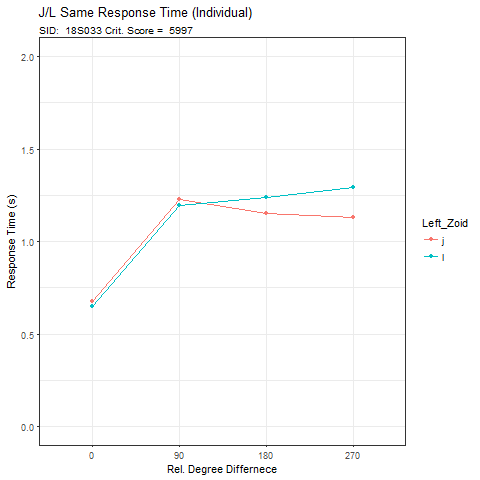 J/L Same Response Time (Individual)
SID:  18S033 Crit. Score =  5997
2.0
1.5
1.0
0.5
0.0
Response Time (s)
0 90 180 270
Rel. Degree Differnece
Left_Zoid
j
l